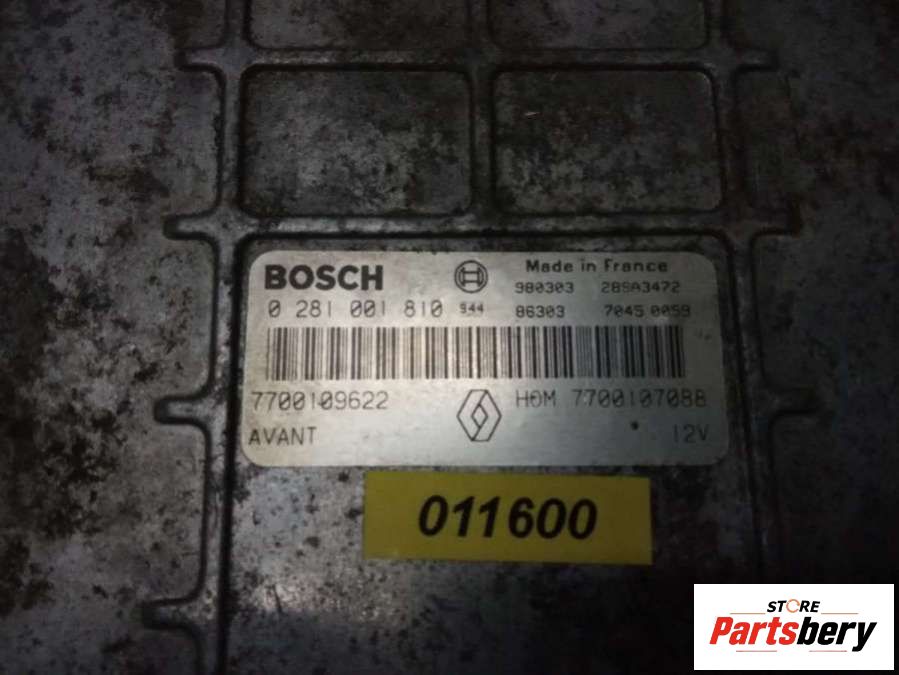 BOSCH
Made in France
980303 28SA3472
0 281 001 810 944 86303 7045 0059
7700109622 HOM 7700107088
AVANT 12V
011600
STORE
Partsbery